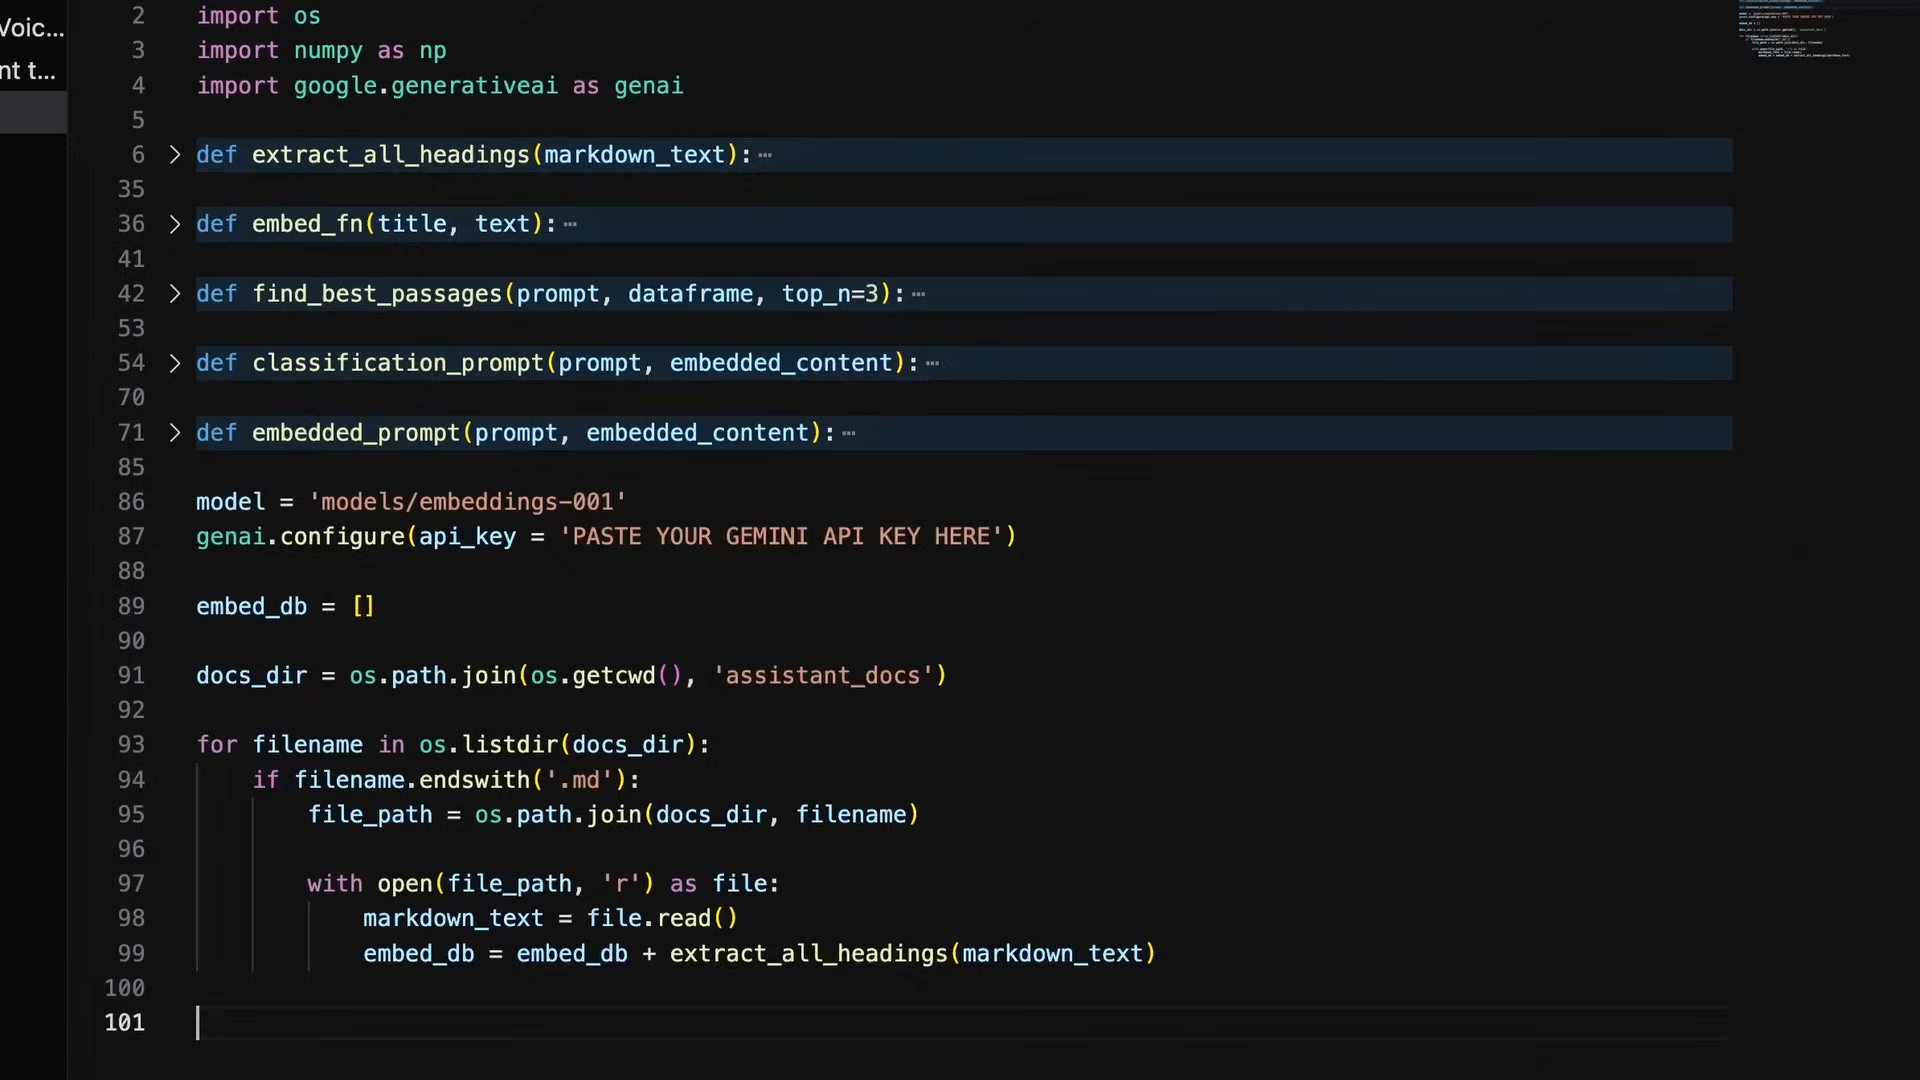 Voic...
nt t...
2 import os
3 import numpy as np
4 import google.generativeai as genai
5
6 def extract_all_headings(markdown_text):
35
36 def embed_fn(title, text):
41
42 def find_best_passages(prompt, dataframe, top_n=3):
53
54 def classification_prompt(prompt, embedded_content):
70
71 def embedded_prompt(prompt, embedded_content):
85
86 model = 'models/embeddings-001'
87 genai.configure(api_key = 'PASTE YOUR GEMINI API KEY HERE')
88
89 embed_db = []
90
91 docs_dir = os.path.join(os.getcwd(), 'assistant_docs')
92
93 for filename in os.listdir(docs_dir):
94     if filename.endswith('.md'):
95         file_path = os.path.join(docs_dir, filename)
96
97         with open(file_path, 'r') as file:
98             markdown_text = file.read()
99             embed_db = embed_db + extract_all_headings(markdown_text)
100
101